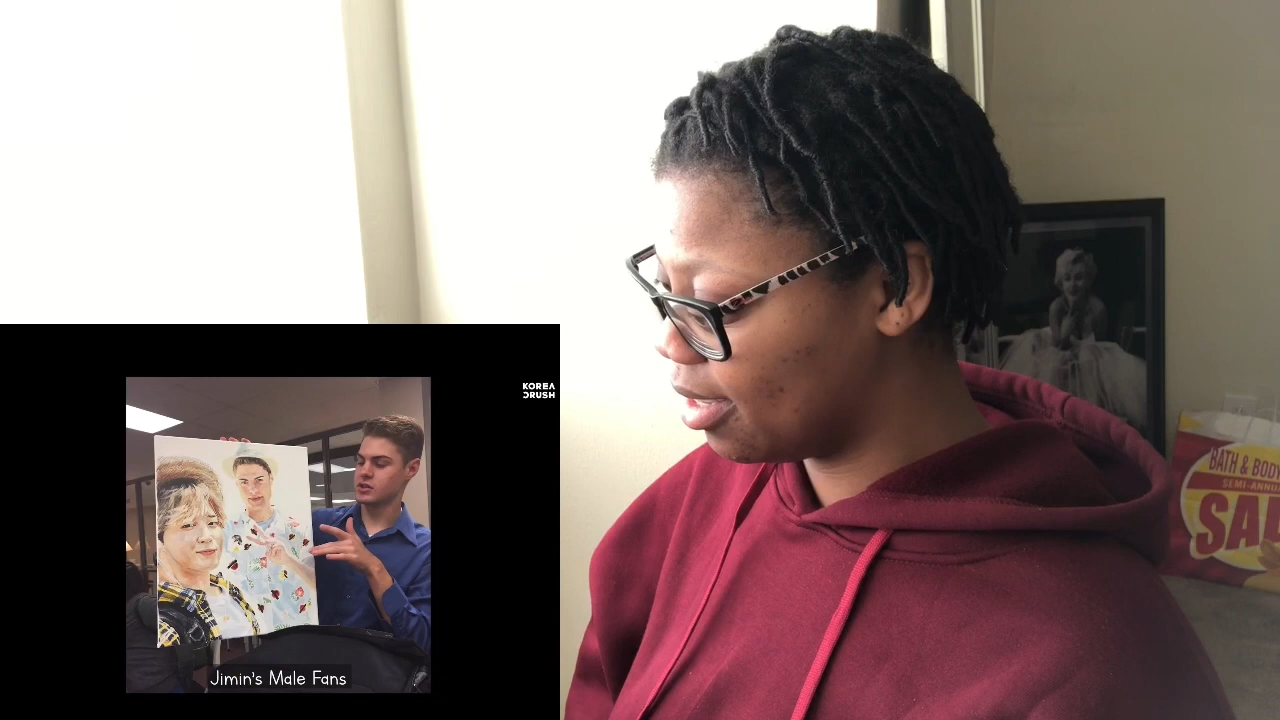 KOREA
CRUSH
Jimin's Male Fans
BATH & BODY
SEMI-ANNUA
SAL